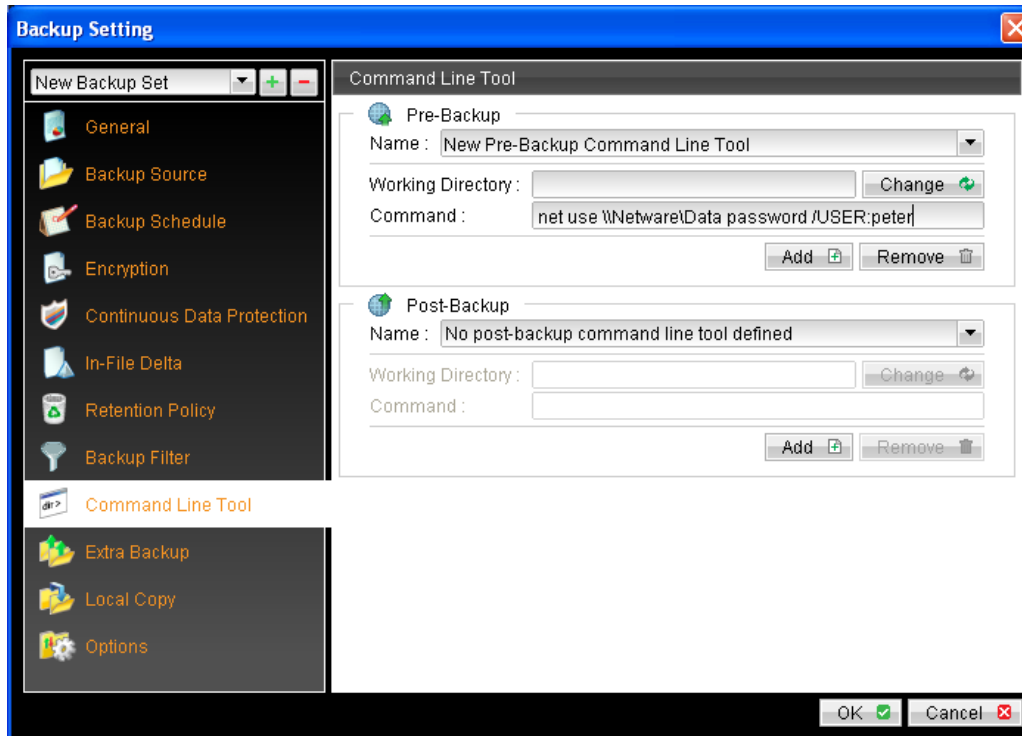 Backup Setting
New Backup Set
General
Backup Source
Backup Schedule
Encryption
Continuous Data Protection
In-File Delta
Retention Policy
Backup Filter
dir>
Command Line Tool
Extra Backup
Local Copy
Options
Command Line Tool
Pre-Backup
Name : New Pre-Backup Command Line Tool
Working Directory : Change
Command : net use \\Netware\Data password /USER:peter
Add Remove
Post-Backup
Name : No post-backup command line tool defined
Working Directory : Change
Command :
Add Remove
OK Cancel